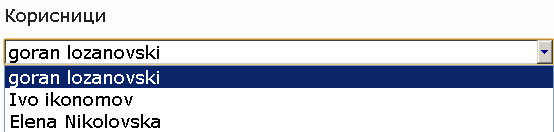 Корисници
goran lozanovski
goran lozanovski
Ivo ikonomov
Elena Nikolovska